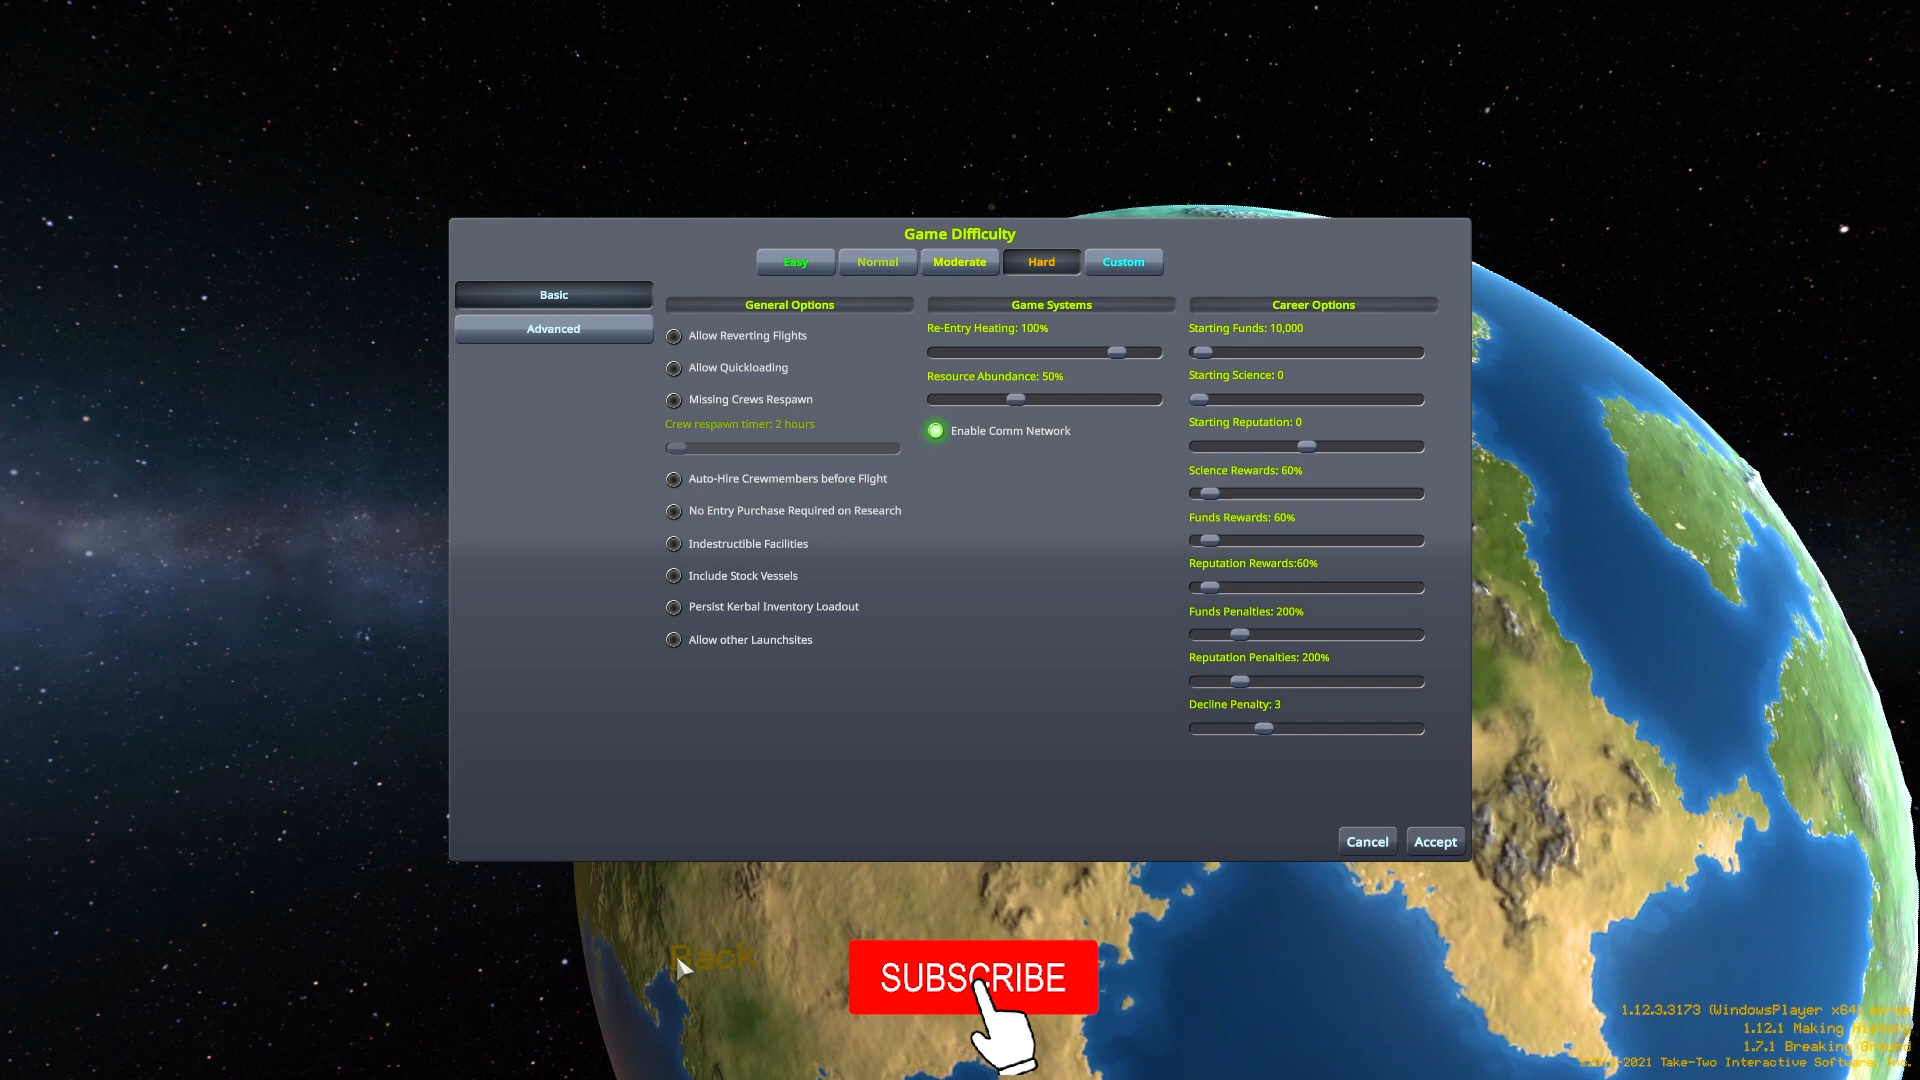 Game Difficulty
Easy
Normal
Moderate
Hard
Custom
Basic
Advanced
General Options
Allow Reverting Flights
Allow Quickloading
Missing Crews Respawn
Crew respawn timer: 2 hours
Auto-Hire Crewmembers before Flight
No Entry Purchase Required on Research
Indestructible Facilities
Include Stock Vessels
Persist Kerbal Inventory Loadout
Allow other Launchsites
Game Systems
Re-Entry Heating: 100%
Resource Abundance: 50%
Enable Comm Network
Career Options
Starting Funds: 10,000
Starting Science: 0
Starting Reputation: 0
Science Rewards: 60%
Funds Rewards: 60%
Reputation Rewards:60%
Funds Penalties: 200%
Reputation Penalties: 200%
Decline Penalty: 3
Cancel
Accept
Back
SUBSCRIBE
1.12.3.3173 (WindowsPlayer x64)
1.12.1 Making History
1.7.1 Breaking Ground
2021 Take-Two Interactive Software, Inc.